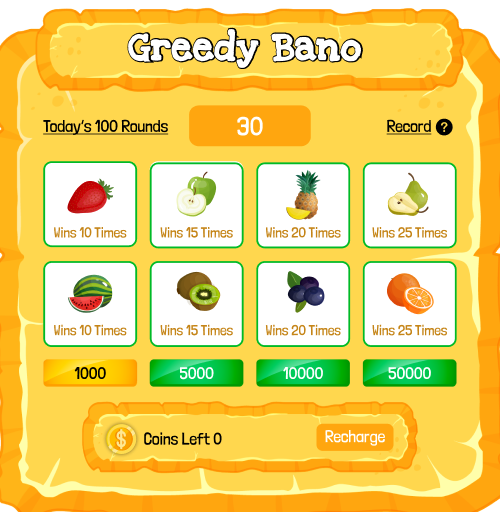 Greedy Bano
Today's 100 Rounds 30 Record ?
Wins 10 Times Wins 15 Times Wins 20 Times Wins 25 Times
Wins 10 Times Wins 15 Times Wins 20 Times Wins 25 Times
1000 5000 10000 50000
$ Coins Left 0 Recharge